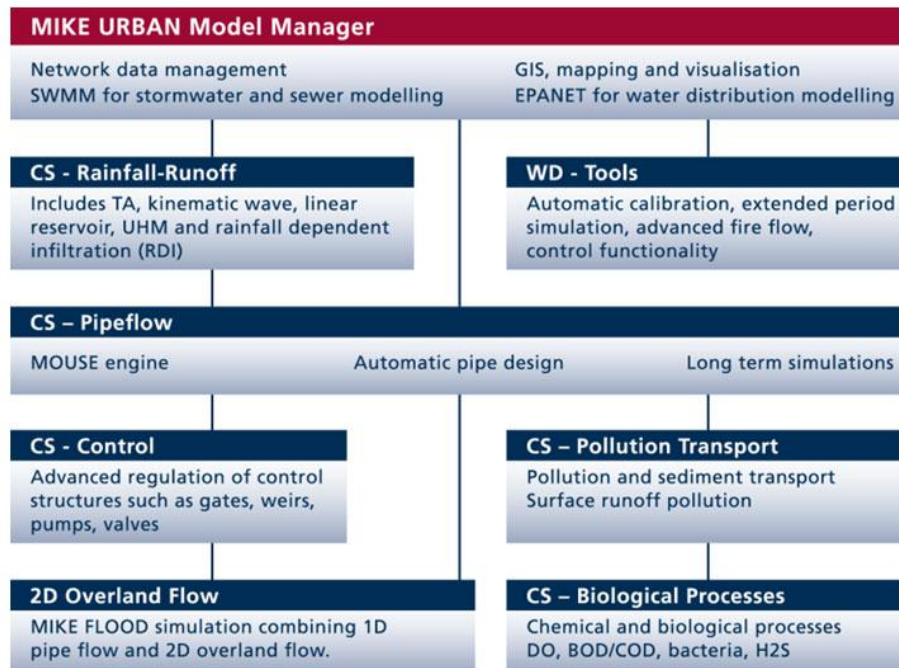 MIKE URBAN Model Manager
Network data management
SWMM for stormwater and sewer modelling
GIS, mapping and visualisation
EPANET for water distribution modelling
CS - Rainfall-Runoff
Includes TA, kinematic wave, linear
reservoir, UHM and rainfall dependent
infiltration (RDI)
WD - Tools
Automatic calibration, extended period
simulation, advanced fire flow,
control functionality
CS – Pipeflow
MOUSE engine
Automatic pipe design
Long term simulations
CS - Control
Advanced regulation of control
structures such as gates, weirs,
pumps, valves
CS – Pollution Transport
Pollution and sediment transport
Surface runoff pollution
2D Overland Flow
MIKE FLOOD simulation combining 1D
pipe flow and 2D overland flow.
CS – Biological Processes
Chemical and biological processes
DO, BOD/COD, bacteria, H2S